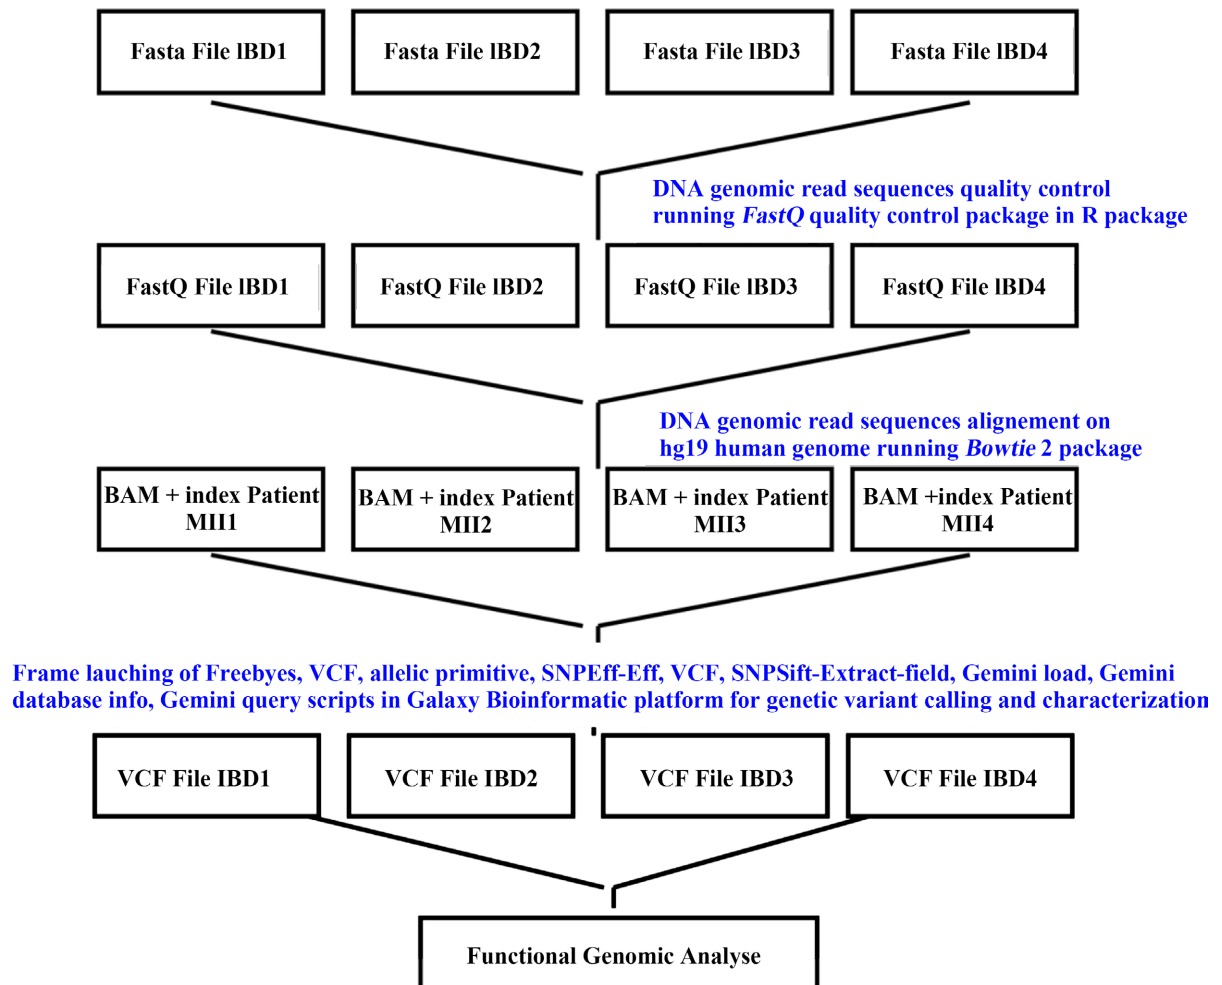 Fasta File lBD1
Fasta File lBD2
Fasta File lBD3
Fasta File lBD4
DNA genomic read sequences quality control
running FastQ quality control package in R package
FastQ File lBD1
FastQ File lBD2
FastQ File lBD3
FastQ File lBD4
DNA genomic read sequences alignement on
hg19 human genome running Bowtie 2 package
BAM + index Patient
MII1
BAM + index Patient
MII2
BAM + index Patient
MII3
BAM +index Patient
MII4
Frame lauching of Freebyes, VCF, allelic primitive, SNPEff-Eff, VCF, SNPSift-Extract-field, Gemini load, Gemini
database info, Gemini query scripts in Galaxy Bioinformatic platform for genetic variant calling and characterization
VCF File IBD1
VCF File IBD2
VCF File IBD3
VCF File IBD4
Functional Genomic Analyse